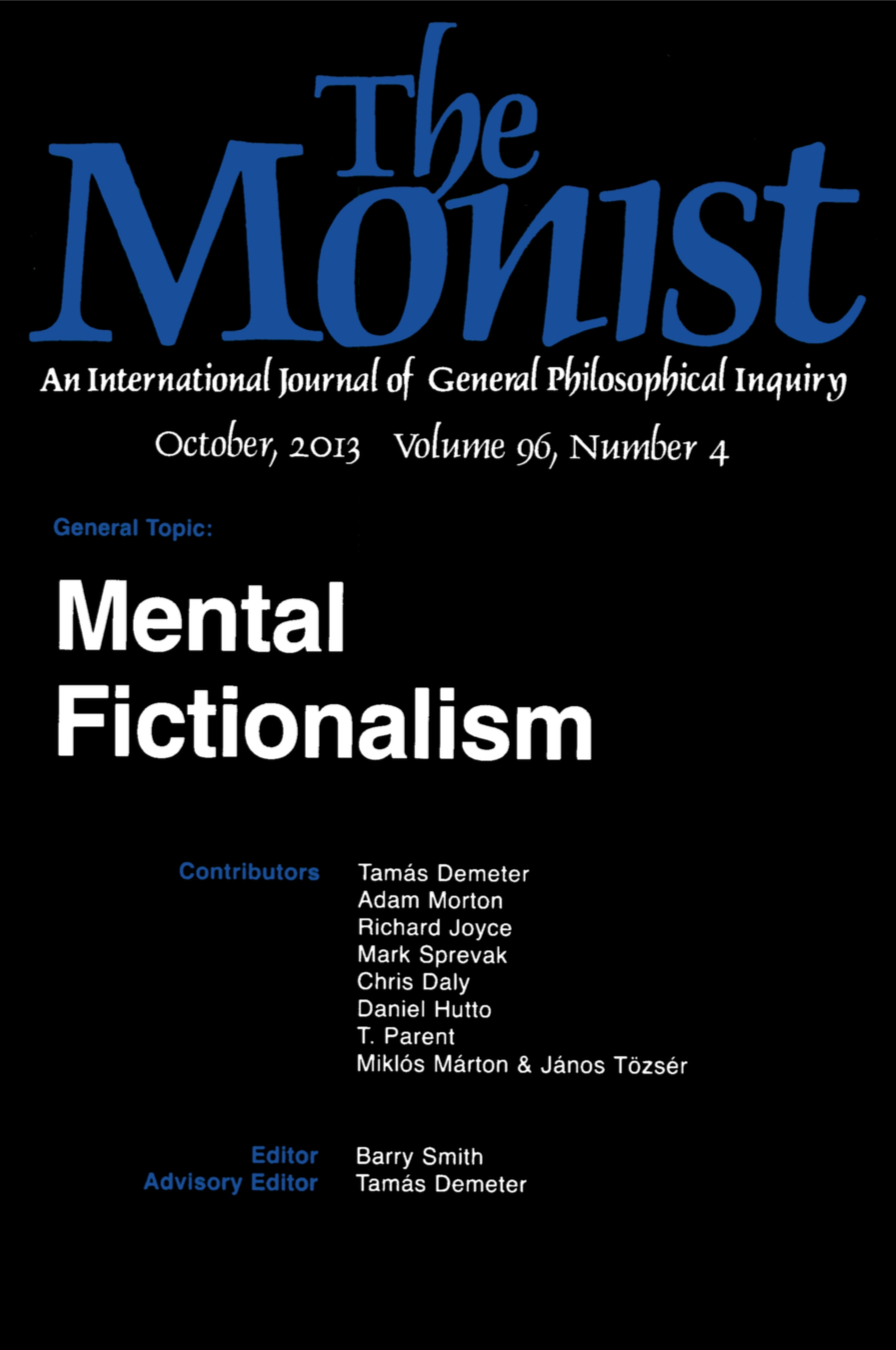 The
Monist
An International Journal of General Philosophical Inquiry
October, 2013 Volume 96, Number 4
General Topic:
Mental
Fictionalism
Contributors Tamás Demeter
Adam Morton
Richard Joyce
Mark Sprevak
Chris Daly
Daniel Hutto
T. Parent
Miklós Márton & János Tözsér
Editor Barry Smith
Advisory Editor Tamás Demeter